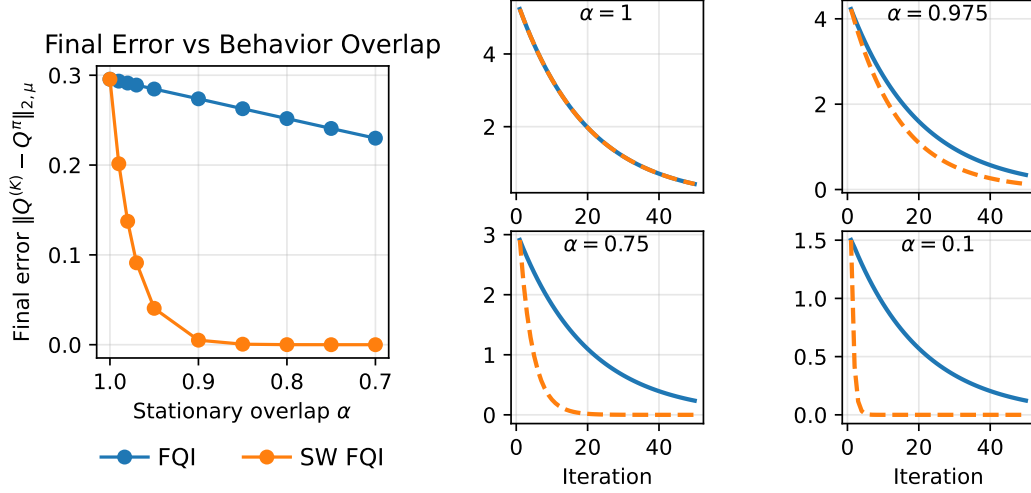 Final Error vs Behavior Overlap
Final error ‖Q^(K) − Q^π‖_{2,μ}
0.3
0.2
0.1
0.0
1.0 0.9 0.8 0.7
Stationary overlap α
FQI SW FQI
α = 1
4
2
0 20 40
α = 0.975
4
2
0
0 20 40
α = 0.75
3
2
1
0
0 20 40
Iteration
α = 0.1
1.5
1.0
0.5
0.0
0 20 40
Iteration